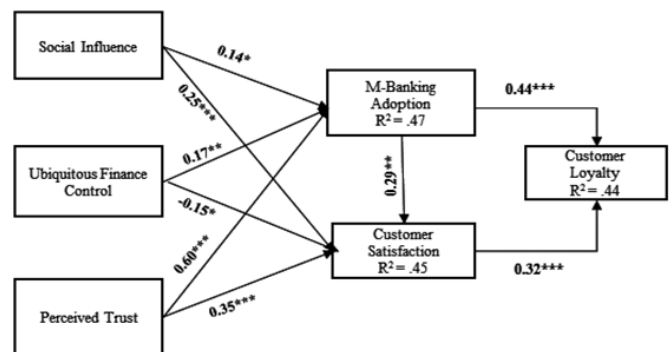 Social Influence
0.14*
M-Banking
Adoption
R² = .47
0.44***
0.25***
Ubiquitous Finance
Control
0.17**
-0.15*
0.29**
Customer
Loyalty
R² = .44
0.60***
Customer
Satisfaction
R² = .45
0.32***
Perceived Trust
0.35***